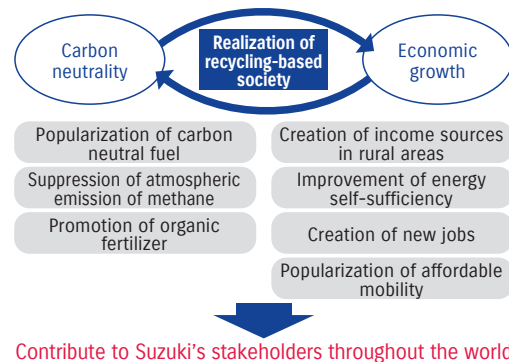 Carbon
neutrality
Realization of
recycling-based
society
Economic
growth
Popularization of carbon
neutral fuel
Suppression of atmospheric
emission of methane
Promotion of organic
fertilizer
Creation of income sources
in rural areas
Improvement of energy
self-sufficiency
Creation of new jobs
Popularization of affordable
mobility
Contribute to Suzuki's stakeholders throughout the world